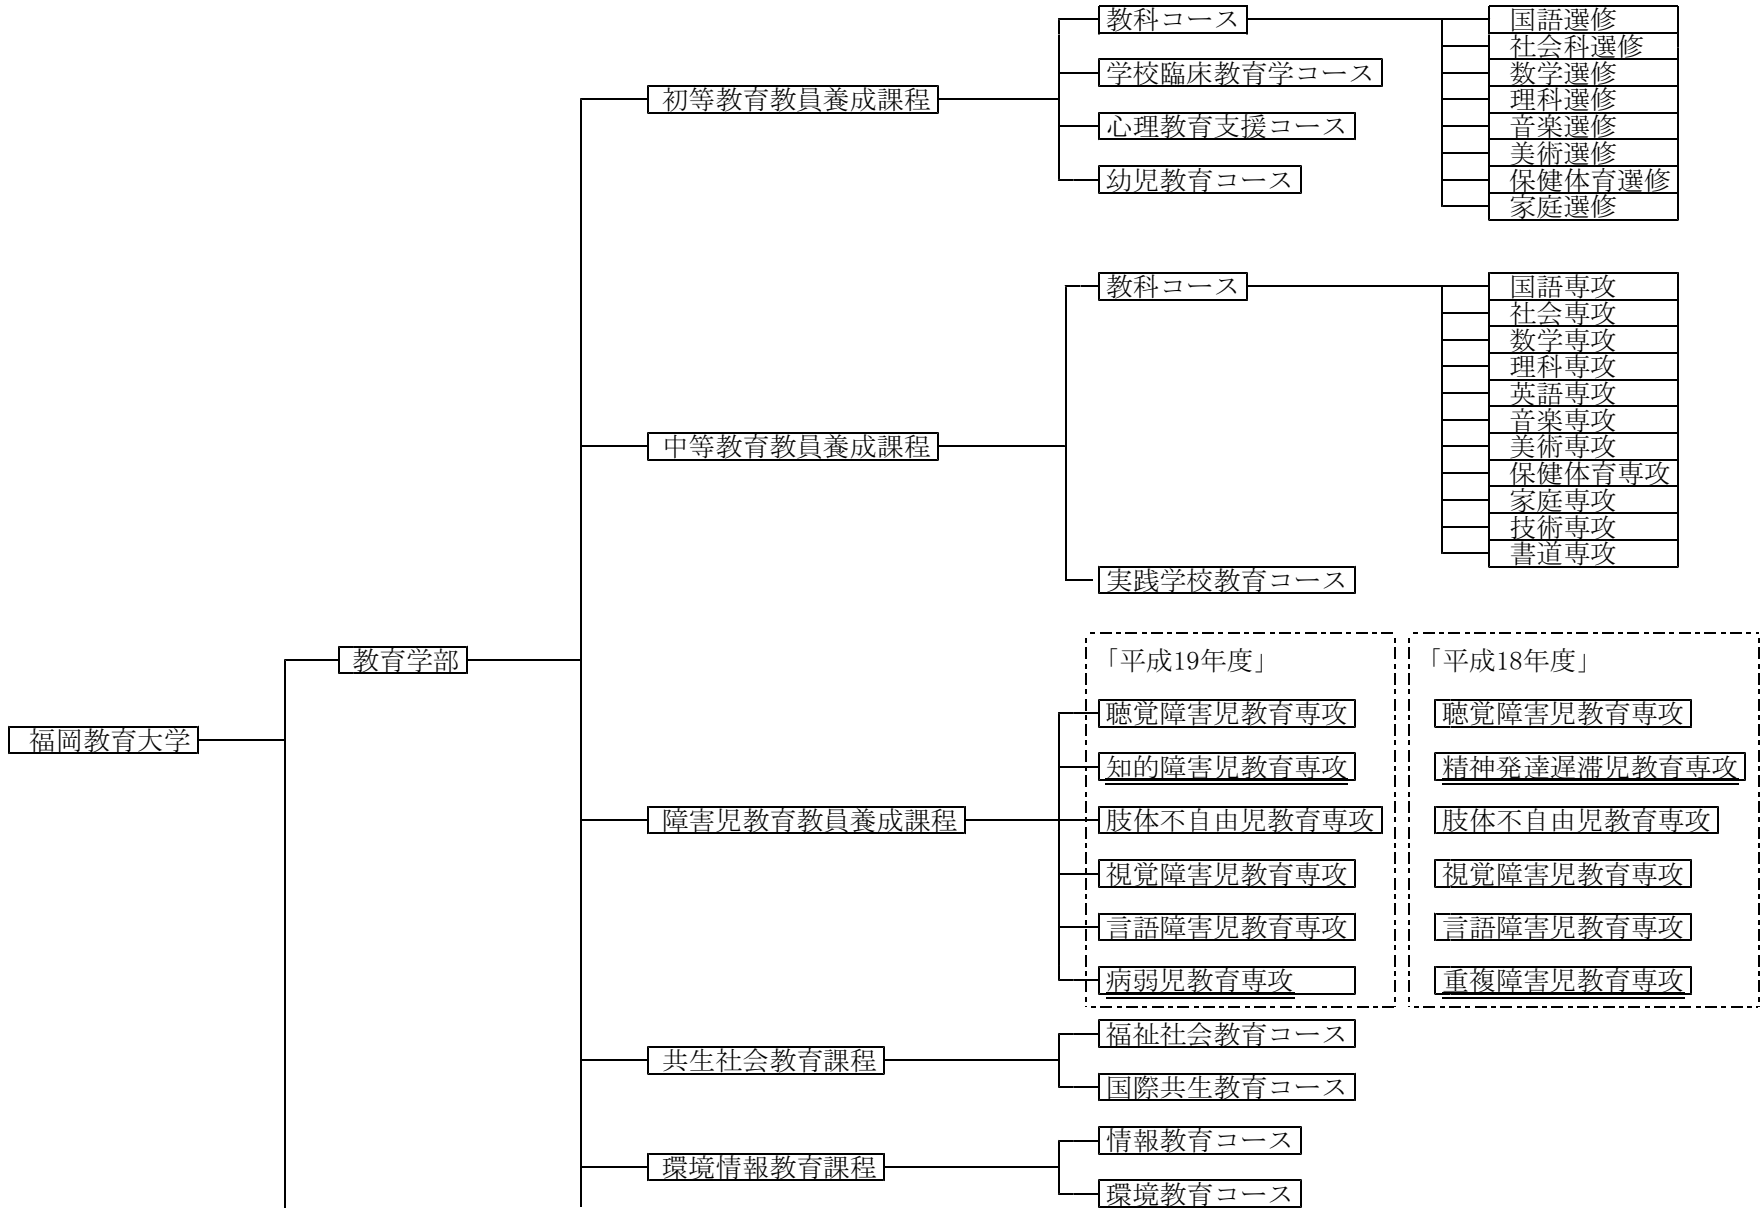 教科コース
国語選修
社会科選修
学校臨床教育学コース
数学選修
初等教育教員養成課程
理科選修
心理教育支援コース
音楽選修
美術選修
幼児教育コース
保健体育選修
家庭選修
教科コース
国語専攻
社会専攻
数学専攻
理科専攻
英語専攻
音楽専攻
中等教育教員養成課程
美術専攻
保健体育専攻
家庭専攻
技術専攻
書道専攻
実践学校教育コース
教育学部
「平成19年度」
「平成18年度」
聴覚障害児教育専攻
聴覚障害児教育専攻
福岡教育大学
知的障害児教育専攻
精神発達遅滞児教育専攻
障害児教育教員養成課程
肢体不自由児教育専攻
肢体不自由児教育専攻
視覚障害児教育専攻
視覚障害児教育専攻
言語障害児教育専攻
言語障害児教育専攻
病弱児教育専攻
重複障害児教育専攻
福祉社会教育コース
共生社会教育課程
国際共生教育コース
情報教育コース
環境情報教育課程
環境教育コース